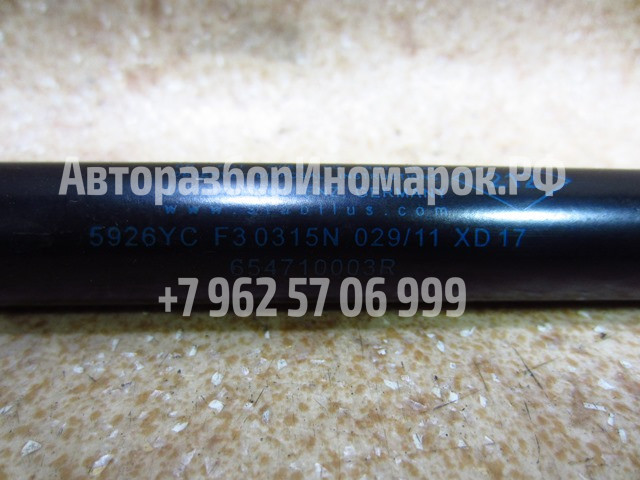 АвторазборИномарок.РФ
www.stabilus.com
5926YC F3 0315N 029/11 XD17
654710003R
+7 962 57 06 999